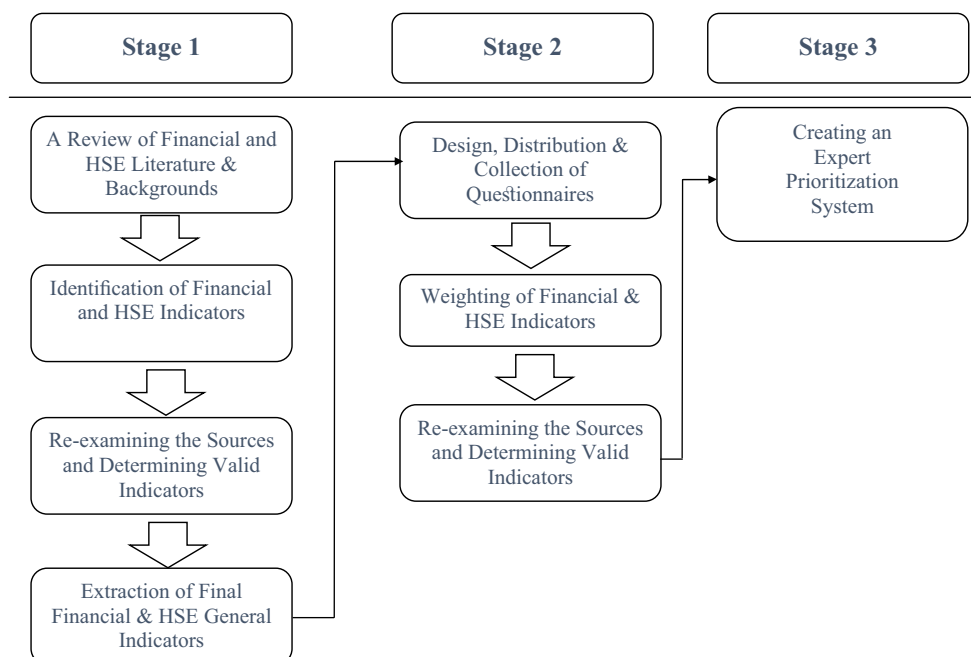 Stage 1
Stage 2
Stage 3
A Review of Financial and
HSE Literature &
Backgrounds
Identification of Financial
and HSE Indicators
Re-examining the Sources
and Determining Valid
Indicators
Extraction of Final
Financial & HSE General
Indicators
Design, Distribution &
Collection of
Questionnaires
Weighting of Financial &
HSE Indicators
Re-examining the Sources
and Determining Valid
Indicators
Creating an
Expert
Prioritization
System